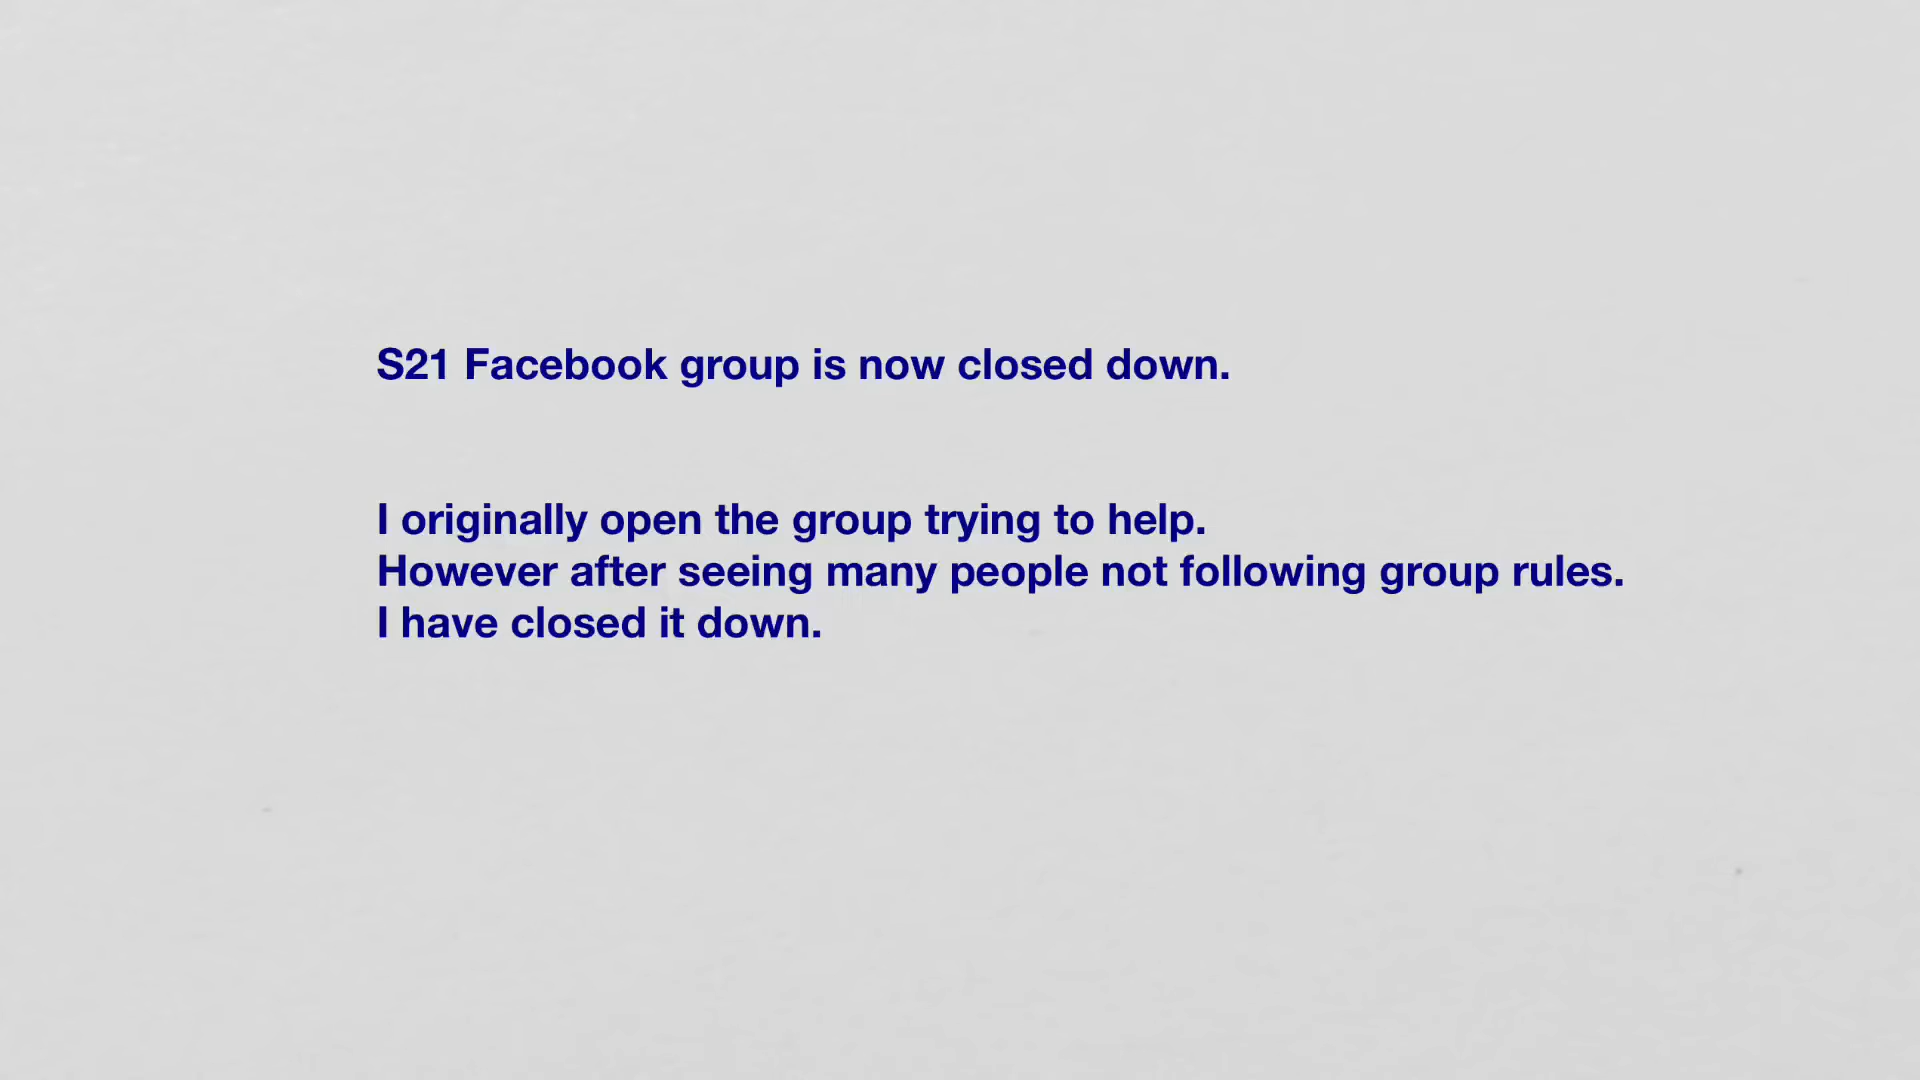 S21 Facebook group is now closed down.
I originally open the group trying to help.
However after seeing many people not following group rules.
I have closed it down.